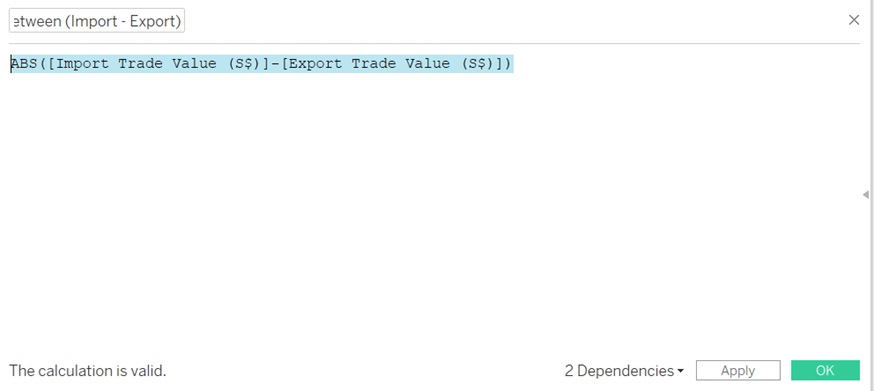 etween (Import - Export)
ABS([Import Trade Value (S$)]-[Export Trade Value (S$)])
The calculation is valid.
2 Dependencies
Apply
OK